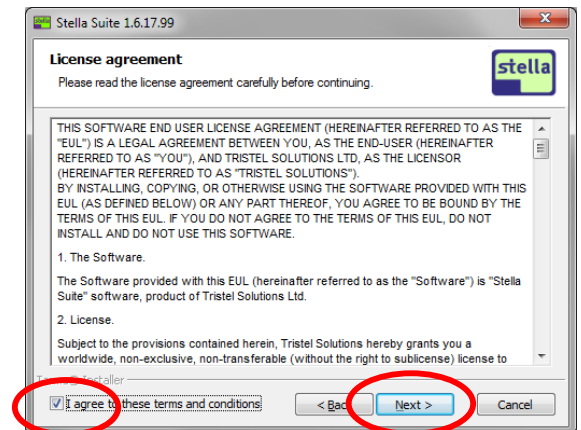 Stella Suite 1.6.17.99
License agreement
Please read the license agreement carefully before continuing.
stella
THIS SOFTWARE END USER LICENSE AGREEMENT (HEREINAFTER REFERRED TO AS THE
"EUL") IS A LEGAL AGREEMENT BETWEEN YOU, AS THE END-USER (HEREINAFTER
REFERRED TO AS "YOU"), AND TRISTEL SOLUTIONS LTD, AS THE LICENSOR
(HEREINAFTER REFERRED TO AS "TRISTEL SOLUTIONS").
BY INSTALLING, COPYING, OR OTHERWISE USING THE SOFTWARE PROVIDED WITH THIS
EUL (AS DEFINED BELOW) OR ANY PART THEREOF, YOU AGREE TO BE BOUND BY THE
TERMS OF THIS EUL. IF YOU DO NOT AGREE TO THE TERMS OF THIS EUL, DO NOT
INSTALL AND DO NOT USE THIS SOFTWARE.
1. The Software.
The Software provided with this EUL (hereinafter referred to as the "Software") is "Stella
Suite" software, product of Tristel Solutions Ltd.
2. License.
Subject to the provisions contained herein, Tristel Solutions hereby grants you a
worldwide, non-exclusive, non-transferable (without the right to sublicense) license to
Installer
I agree to these terms and conditions
< Back
Next >
Cancel